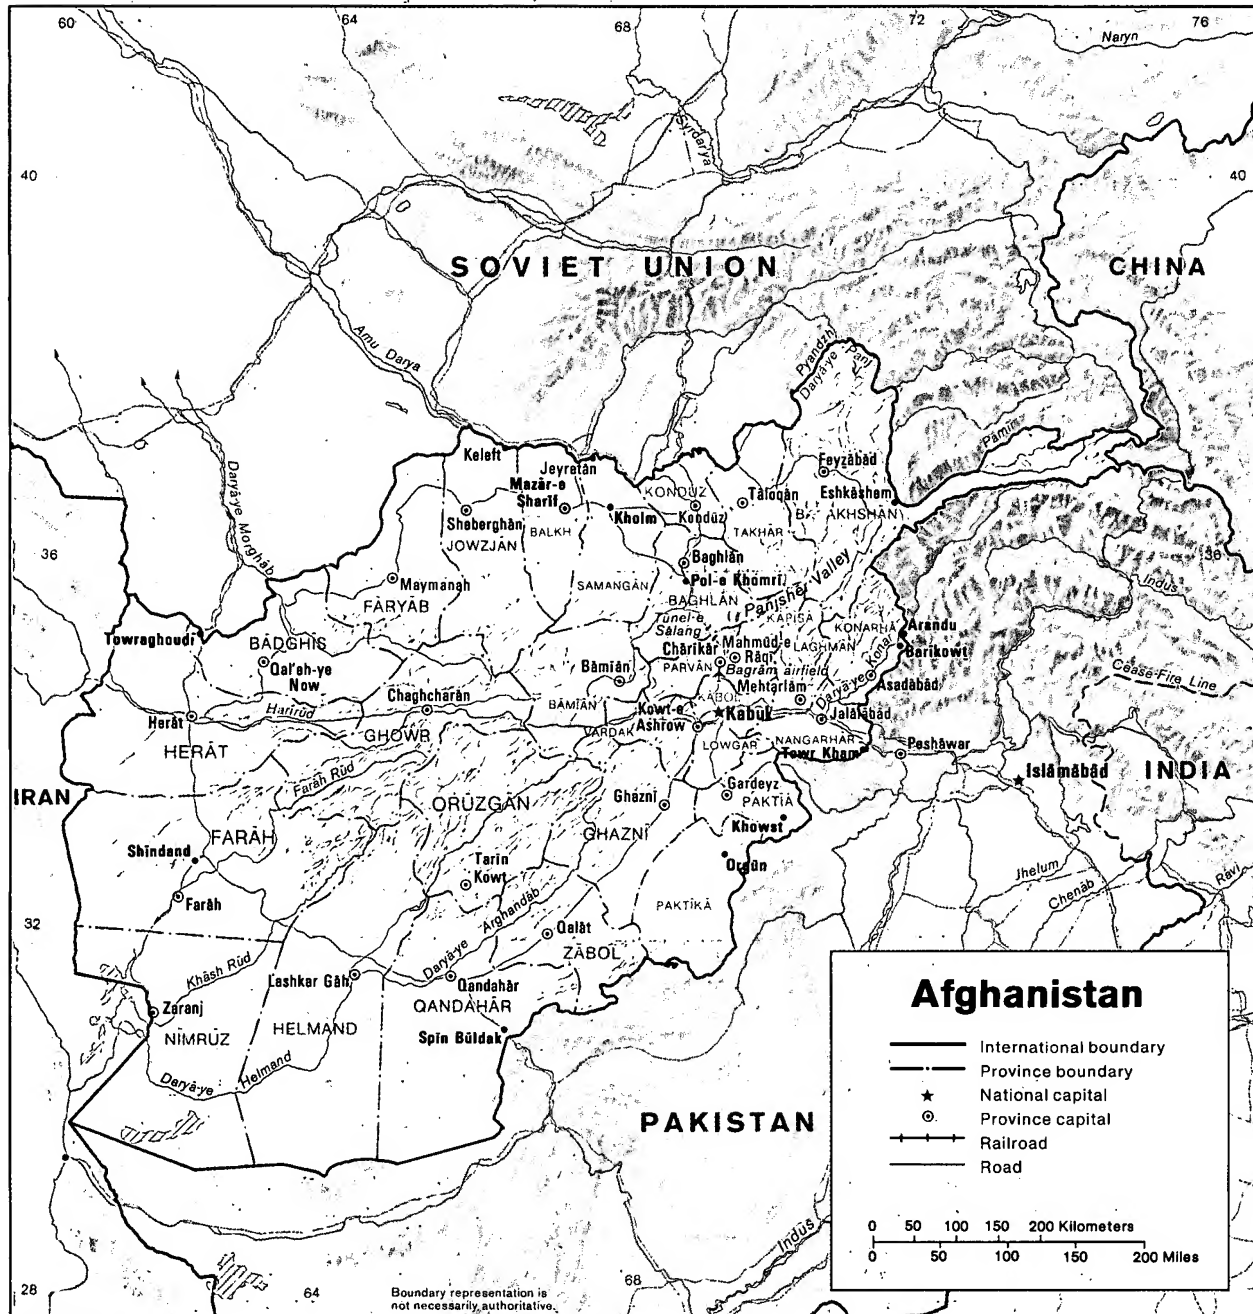 60
64
68
72
76
Naryn
Syrdarya
40
40
SOVIET UNION
CHINA
Amu Darya
Pyandzh
Daryā-ye Panj
Pāmīr
Daryā-ye Morghāb
Keleft
Jeyretān
Feyzābād
Mazār-e
Sharīf
KONDŪZ
Tāloqān
Eshkāshem
Sheberghān
BALKH
Kholm
Kondūz
TAKHĀR
JOWZJĀN
36
36
Baghlān
Maymanah
SAMANGĀN
Pol-e Khomrī
Indus
FĀRYĀB
BAGHLĀN
Panjsher Valley
KĀPĪSĀ
Towraghoudī
Tūnel-e
Sālang
KONARHĀ
Arandu
BĀDGHĪS
Chārīkār
Mahmūd-e
Rāqī
LAGHMĀN
Barikowt
Qal'eh-ye
Now
Bāmīān
PARVĀN
Bagrām airfield
Cease-Fire Line
Chaghcharān
Mehtarlām
Daryā-ye Konar
Asadābād
BĀMĪĀN
KĀBOL
Harīrūd
Kowt-e
Ashrow
Kabul
Jalālābād
Herāt
GHOWR
VARDAK
LOWGAR
NANGARHĀR
HERĀT
Towr Kham
Peshāwar
Farāh Rūd
Islāmābād
INDIA
IRAN
ORŪZGĀN
Ghaznī
Gardeyz
PAKTĪĀ
FARĀH
GHAZNĪ
Khowst
Shīndand
Orgūn
Tarīn
Kowt
Jhelum
Chenāb
Rāvi
Farāh
PAKTĪKĀ
32
Daryā-ye Arghandāb
Qalāt
ZĀBOL
Khāsh Rūd
Lashkar Gāh
Qandahār
Zaranj
QANDAHĀR
NĪMRŪZ
HELMAND
Spīn Būldak
Daryā-ye Helmand
PAKISTAN
Indus
28
64
68
Boundary representation is
not necessarily authoritative.
Afghanistan
International boundary
Province boundary
National capital
Province capital
Railroad
Road
0 50 100 150 200 Kilometers
0 50 100 150 200 Miles